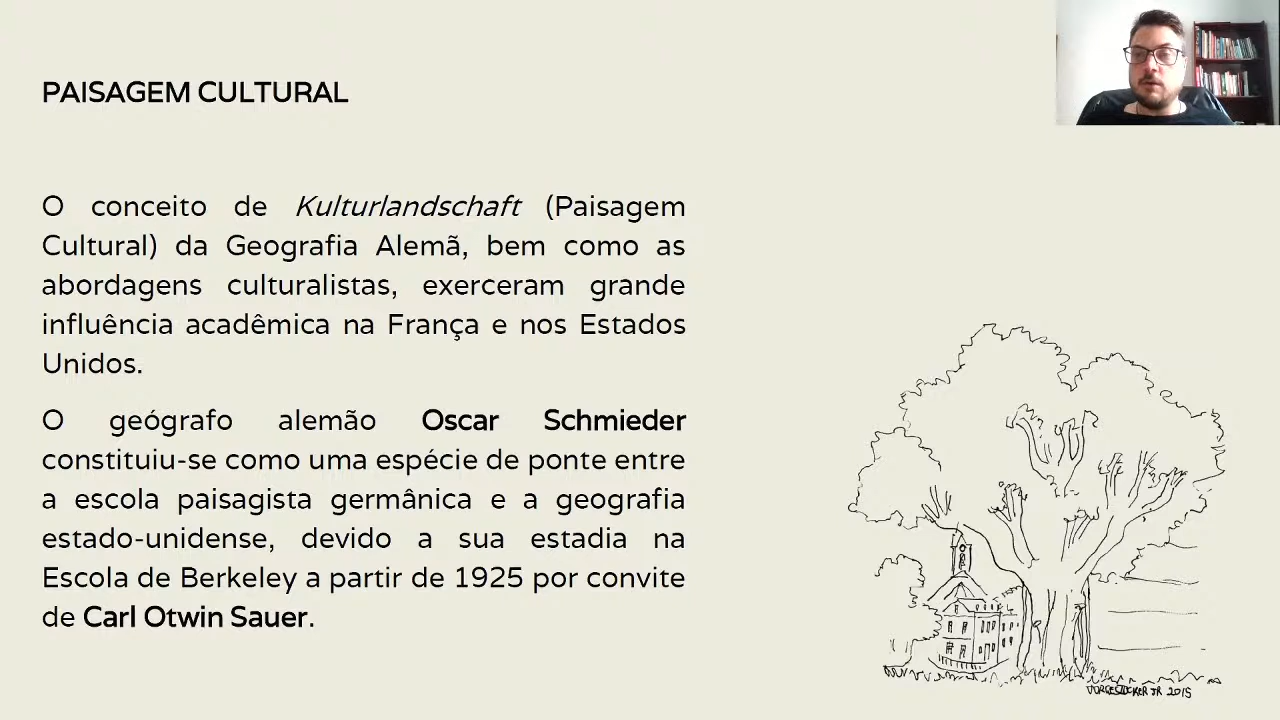 PAISAGEM CULTURAL
O conceito de Kulturlandschaft (Paisagem
Cultural) da Geografia Alemã, bem como as
abordagens culturalistas, exerceram grande
influência acadêmica na França e nos Estados
Unidos.
O geógrafo alemão Oscar Schmieder
constituiu-se como uma espécie de ponte entre
a escola paisagista germânica e a geografia
estado-unidense, devido a sua estadia na
Escola de Berkeley a partir de 1925 por convite
de Carl Otwin Sauer.
JR 2015